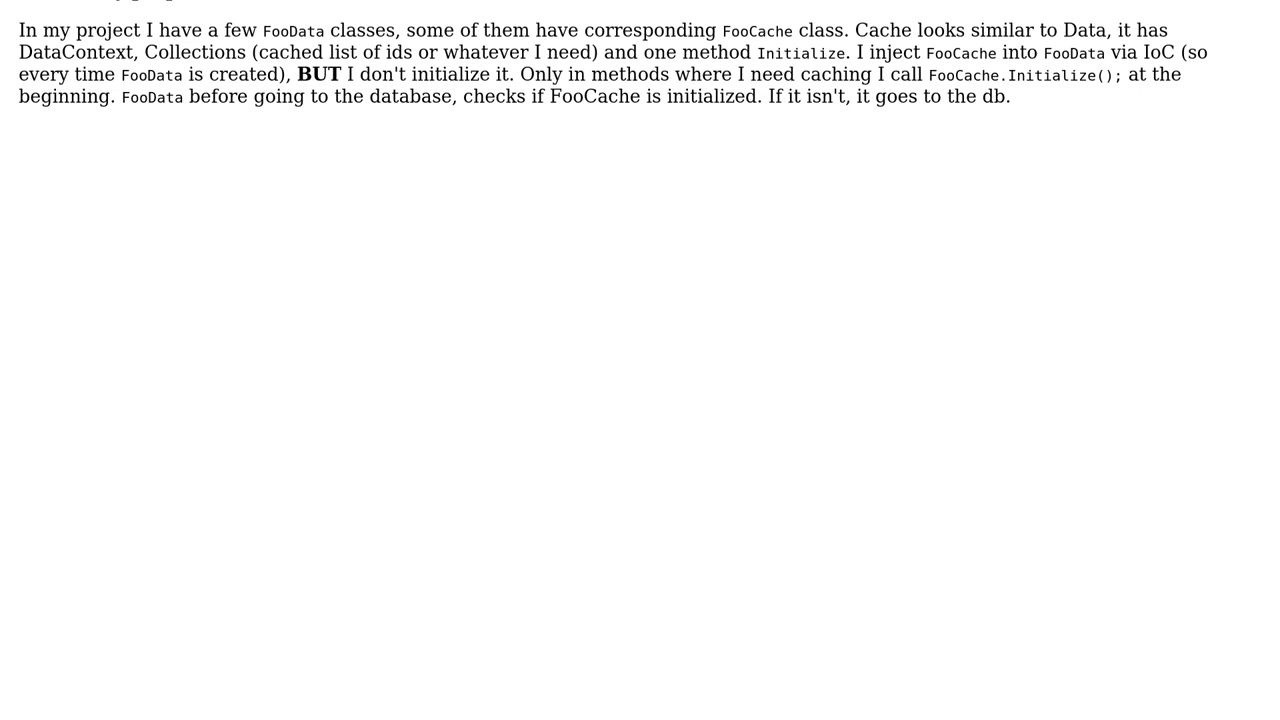 In my project I have a few FooData classes, some of them have corresponding FooCache class. Cache looks similar to Data, it has
DataContext, Collections (cached list of ids or whatever I need) and one method Initialize. I inject FooCache into FooData via IoC (so
every time FooData is created), BUT I don't initialize it. Only in methods where I need caching I call FooCache.Initialize(); at the
beginning. FooData before going to the database, checks if FooCache is initialized. If it isn't, it goes to the db.